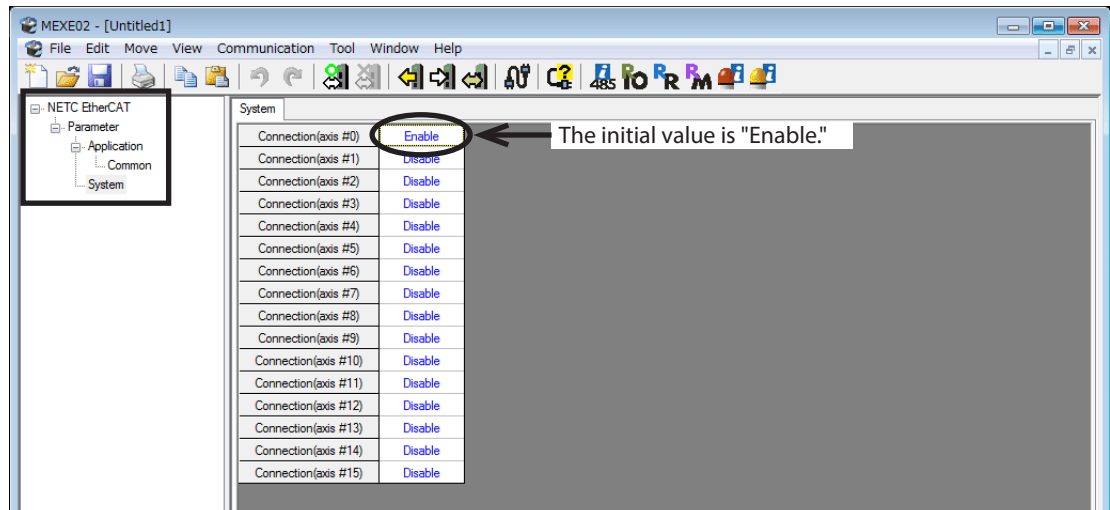 MEXE02 - [Untitled1]
File Edit Move View Communication Tool Window Help
485 RO RR RM
NETC EtherCAT
Parameter
Application
Common
System
System
Connection(axis #0) Enable
The initial value is "Enable."
Connection(axis #1) Disable
Connection(axis #2) Disable
Connection(axis #3) Disable
Connection(axis #4) Disable
Connection(axis #5) Disable
Connection(axis #6) Disable
Connection(axis #7) Disable
Connection(axis #8) Disable
Connection(axis #9) Disable
Connection(axis #10) Disable
Connection(axis #11) Disable
Connection(axis #12) Disable
Connection(axis #13) Disable
Connection(axis #14) Disable
Connection(axis #15) Disable